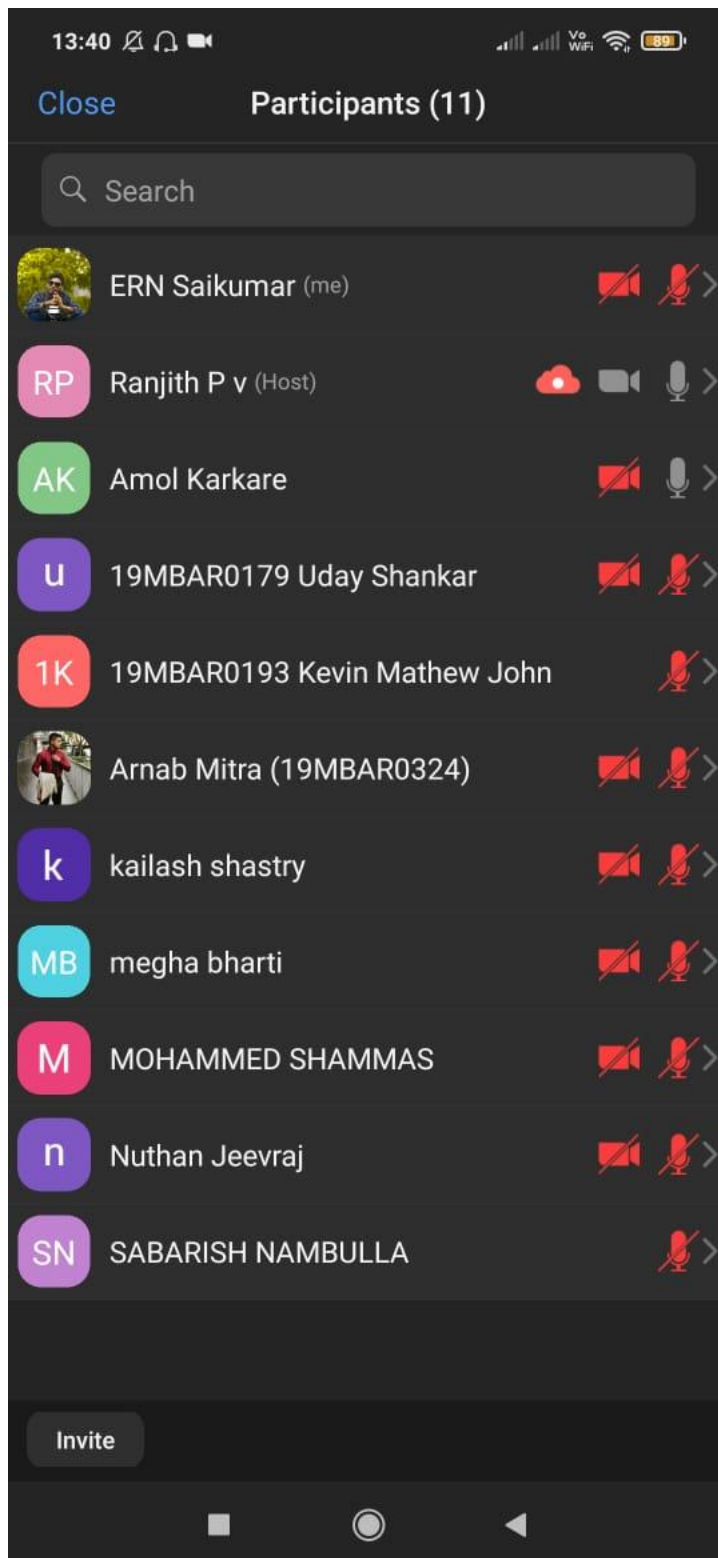 13:40 Vo WiFi 89
Close Participants (11)
Search
ERN Saikumar (me)
RP Ranjith P v (Host)
AK Amol Karkare
u 19MBAR0179 Uday Shankar
1K 19MBAR0193 Kevin Mathew John
Arnab Mitra (19MBAR0324)
k kailash shastry
MB megha bharti
M MOHAMMED SHAMMAS
n Nuthan Jeevraj
SN SABARISH NAMBULLA
Invite